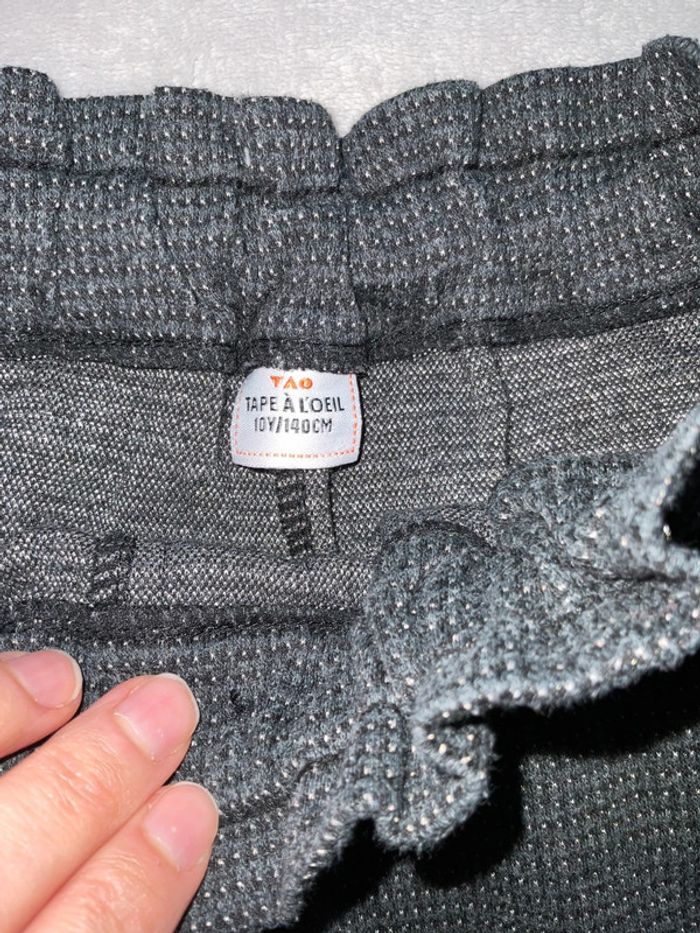 TAO
TAPE À L'OEIL
10Y/140CM